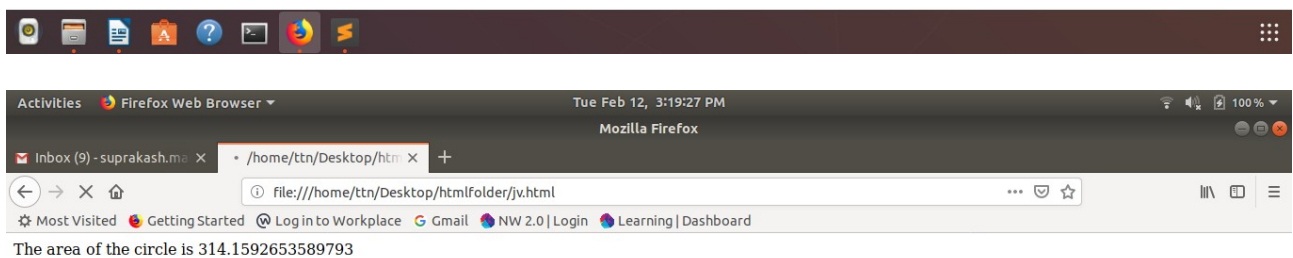 Activities Firefox Web Browser Tue Feb 12, 3:19:27 PM 100 %
Mozilla Firefox
Inbox (9) - suprakash.ma /home/ttn/Desktop/htm
file:///home/ttn/Desktop/htmlfolder/jv.html
Most Visited Getting Started Log in to Workplace Gmail NW 2.0 | Login Learning | Dashboard
The area of the circle is 314.1592653589793